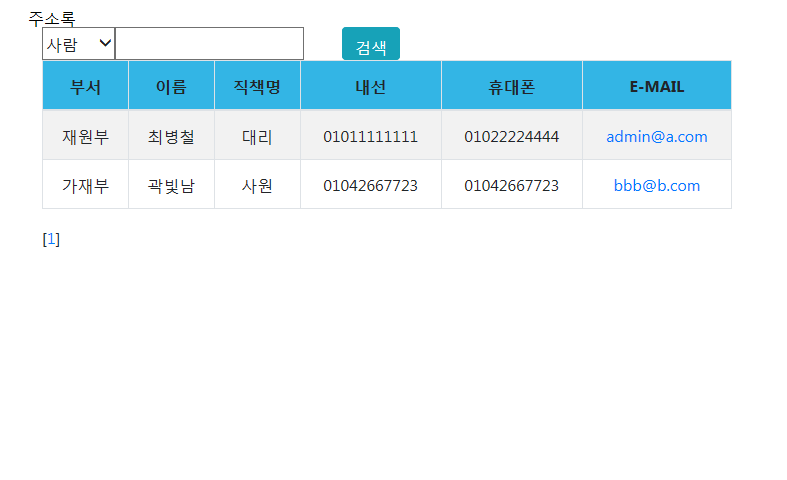 주소록
사람 검색
부서 이름 직책명 내선 휴대폰 E-MAIL
재원부 최병철 대리 01011111111 01022224444 admin@a.com
가재부 곽빛남 사원 01042667723 01042667723 bbb@b.com
[1]